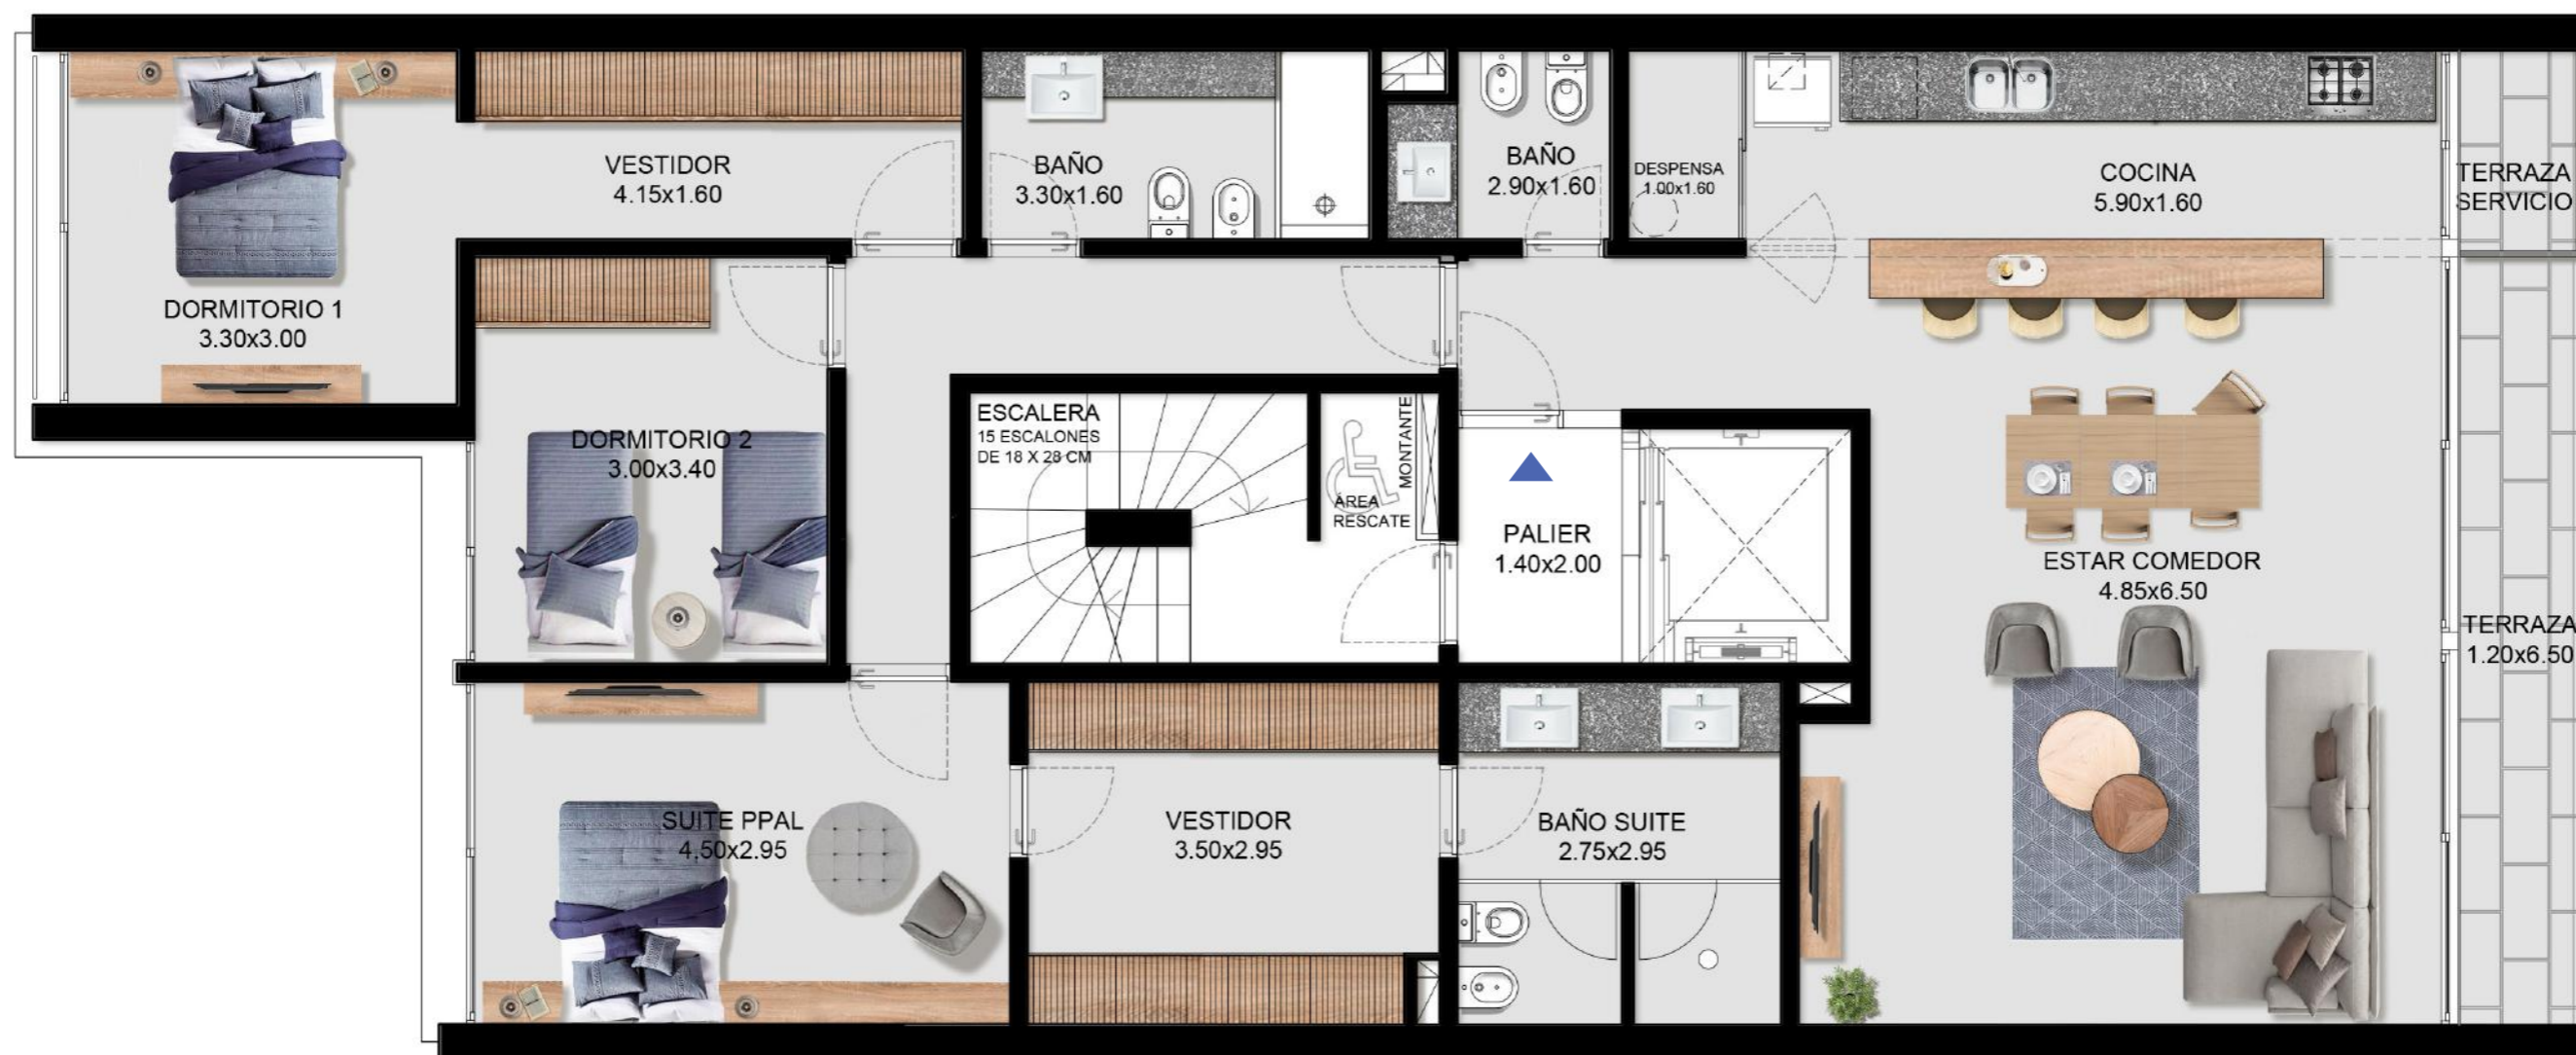 VESTIDOR
4.15x1.60
BAÑO
3.30x1.60
BAÑO
2.90x1.60
DESPENSA
1.00x1.60
COCINA
5.90x1.60
TERRAZA
SERVICIO
DORMITORIO 1
3.30x3.00
DORMITORIO 2
3.00x3.40
ESCALERA
15 ESCALONES
DE 18 X 28 CM
MONTANTE
ÁREA
RESCATE
PALIER
1.40x2.00
ESTAR COMEDOR
4.85x6.50
TERRAZA
1.20x6.50
SUITE PPAL
4.50x2.95
VESTIDOR
3.50x2.95
BAÑO SUITE
2.75x2.95